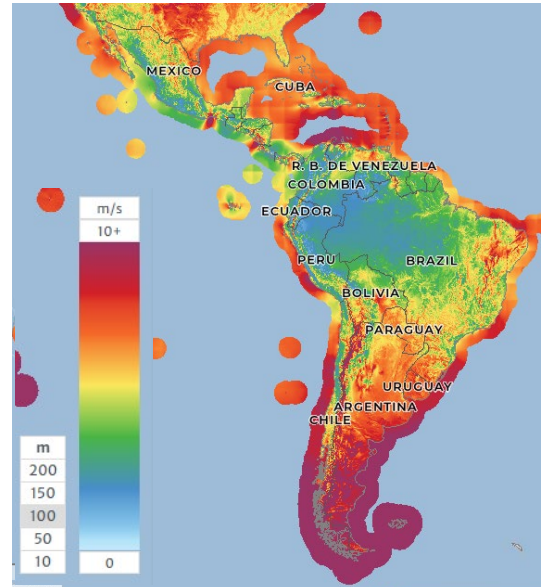 MEXICO
CUBA
R. B. DE VENEZUELA
COLOMBIA
ECUADOR
PERU
BRAZIL
BOLIVIA
PARAGUAY
URUGUAY
ARGENTINA
CHILE
m/s
10+
0
m
200
150
100
50
10